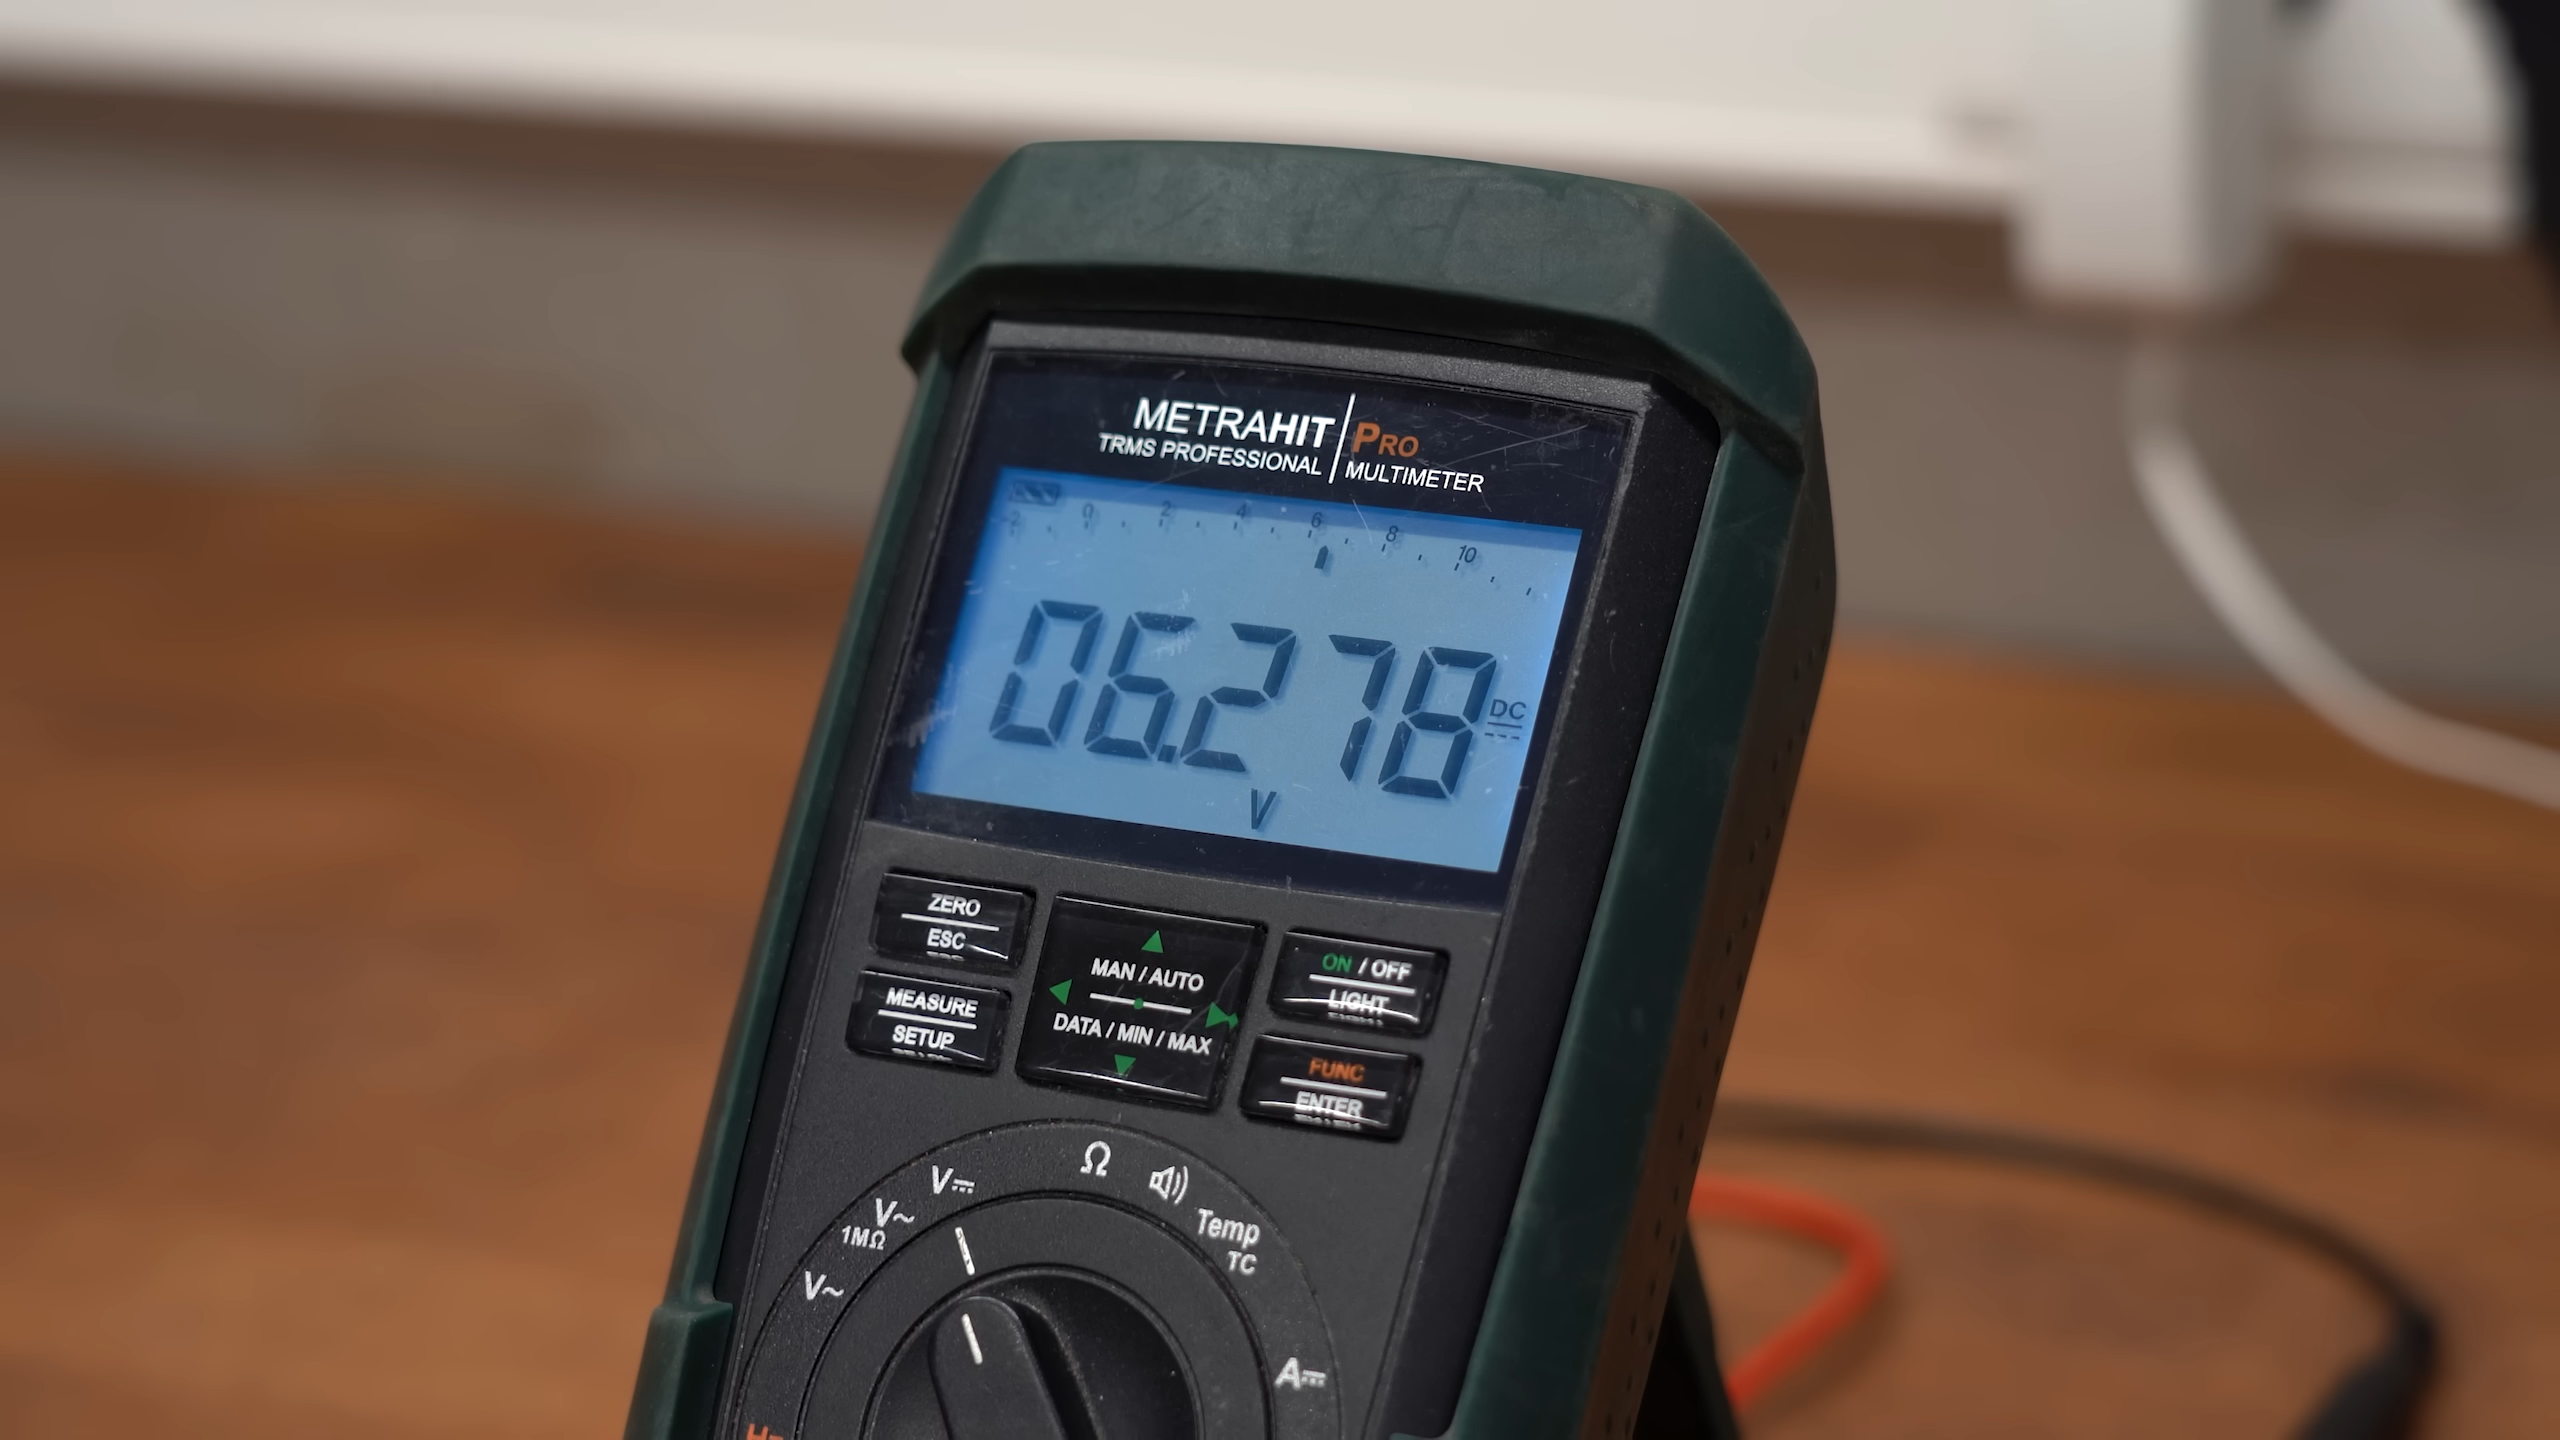 METRAHIT PRO
TRMS PROFESSIONAL MULTIMETER
2 0 2 4 6 8 10
06.278 DC
V
ZERO
ESC
MAN / AUTO
DATA / MIN / MAX
ON / OFF
LIGHT
MEASURE
SETUP
FUNC
ENTER
V⎓ Ω
V~
1MΩ
Temp
TC
V~
A⎓